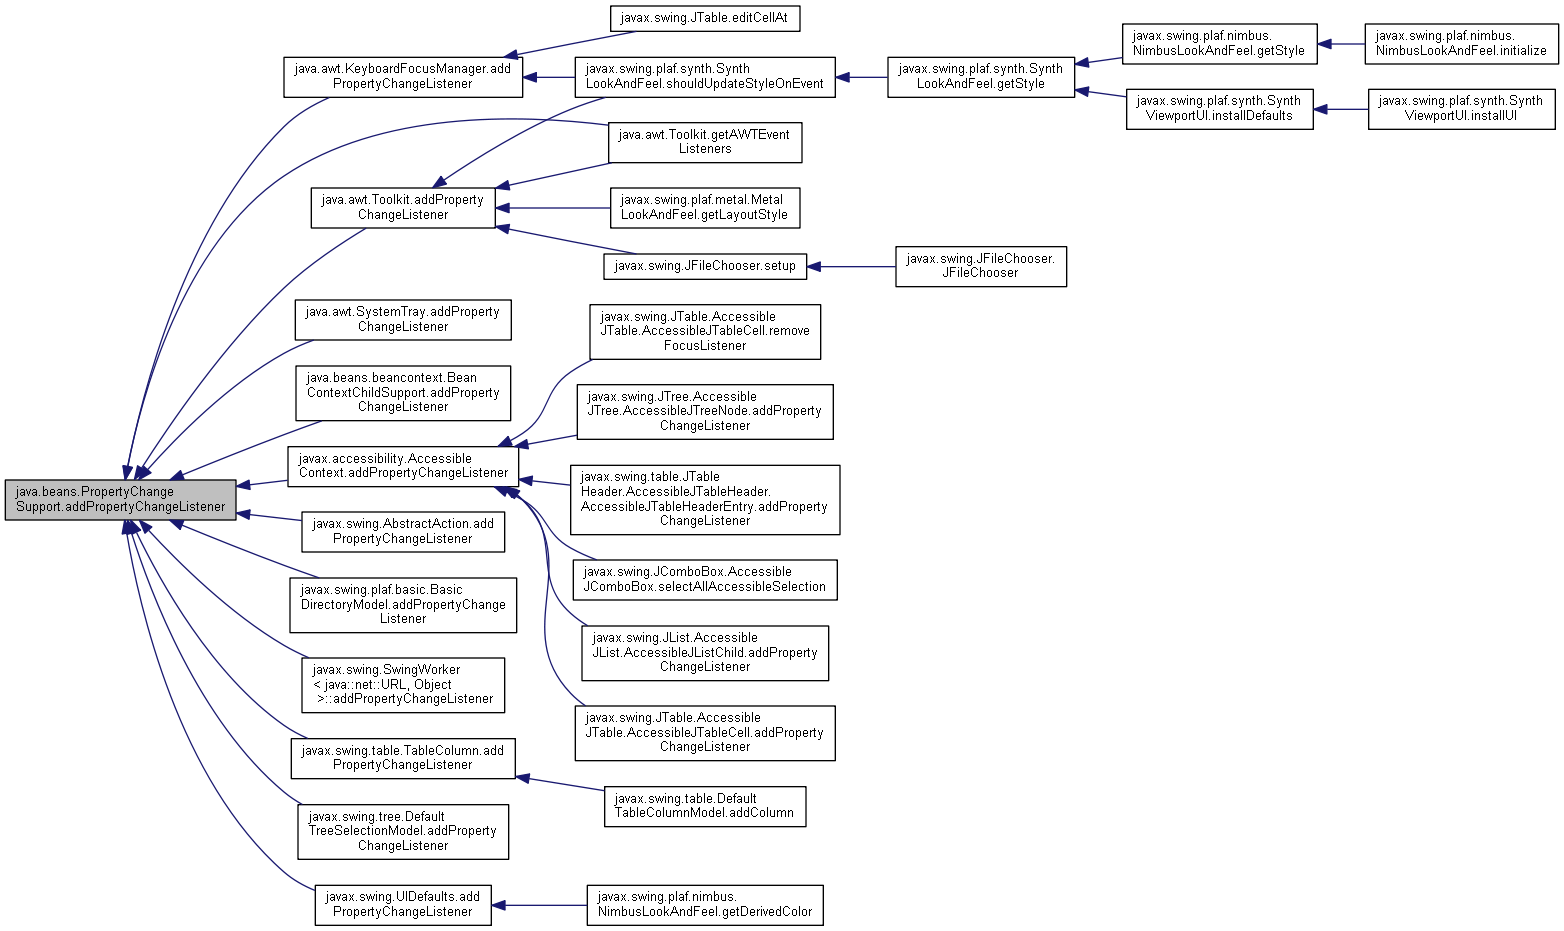 javax.swing.JTable.editCellAt
java.awt.KeyboardFocusManager.add
PropertyChangeListener
javax.swing.plaf.synth.Synth
LookAndFeel.shouldUpdateStyleOnEvent
javax.swing.plaf.synth.Synth
LookAndFeel.getStyle
javax.swing.plaf.nimbus.
NimbusLookAndFeel.getStyle
javax.swing.plaf.nimbus.
NimbusLookAndFeel.initialize
javax.swing.plaf.synth.Synth
ViewportUI.installDefaults
javax.swing.plaf.synth.Synth
ViewportUI.installUI
java.awt.Toolkit.getAWTEvent
Listeners
java.awt.Toolkit.addProperty
ChangeListener
javax.swing.plaf.metal.Metal
LookAndFeel.getLayoutStyle
javax.swing.JFileChooser.setup
javax.swing.JFileChooser.
JFileChooser
java.awt.SystemTray.addProperty
ChangeListener
javax.swing.JTable.Accessible
JTable.AccessibleJTableCell.remove
FocusListener
java.beans.beancontext.Bean
ContextChildSupport.addProperty
ChangeListener
javax.swing.JTree.Accessible
JTree.AccessibleJTreeNode.addProperty
ChangeListener
javax.accessibility.Accessible
Context.addPropertyChangeListener
javax.swing.table.JTable
Header.AccessibleJTableHeader.
AccessibleJTableHeaderEntry.addProperty
ChangeListener
java.beans.PropertyChange
Support.addPropertyChangeListener
javax.swing.AbstractAction.add
PropertyChangeListener
javax.swing.JComboBox.Accessible
JComboBox.selectAllAccessibleSelection
javax.swing.plaf.basic.Basic
DirectoryModel.addPropertyChange
Listener
javax.swing.JList.Accessible
JList.AccessibleJListChild.addProperty
ChangeListener
javax.swing.SwingWorker
< java::net::URL, Object
>::addPropertyChangeListener
javax.swing.JTable.Accessible
JTable.AccessibleJTableCell.addProperty
ChangeListener
javax.swing.table.TableColumn.add
PropertyChangeListener
javax.swing.table.Default
TableColumnModel.addColumn
javax.swing.tree.Default
TreeSelectionModel.addProperty
ChangeListener
javax.swing.UIDefaults.add
PropertyChangeListener
javax.swing.plaf.nimbus.
NimbusLookAndFeel.getDerivedColor